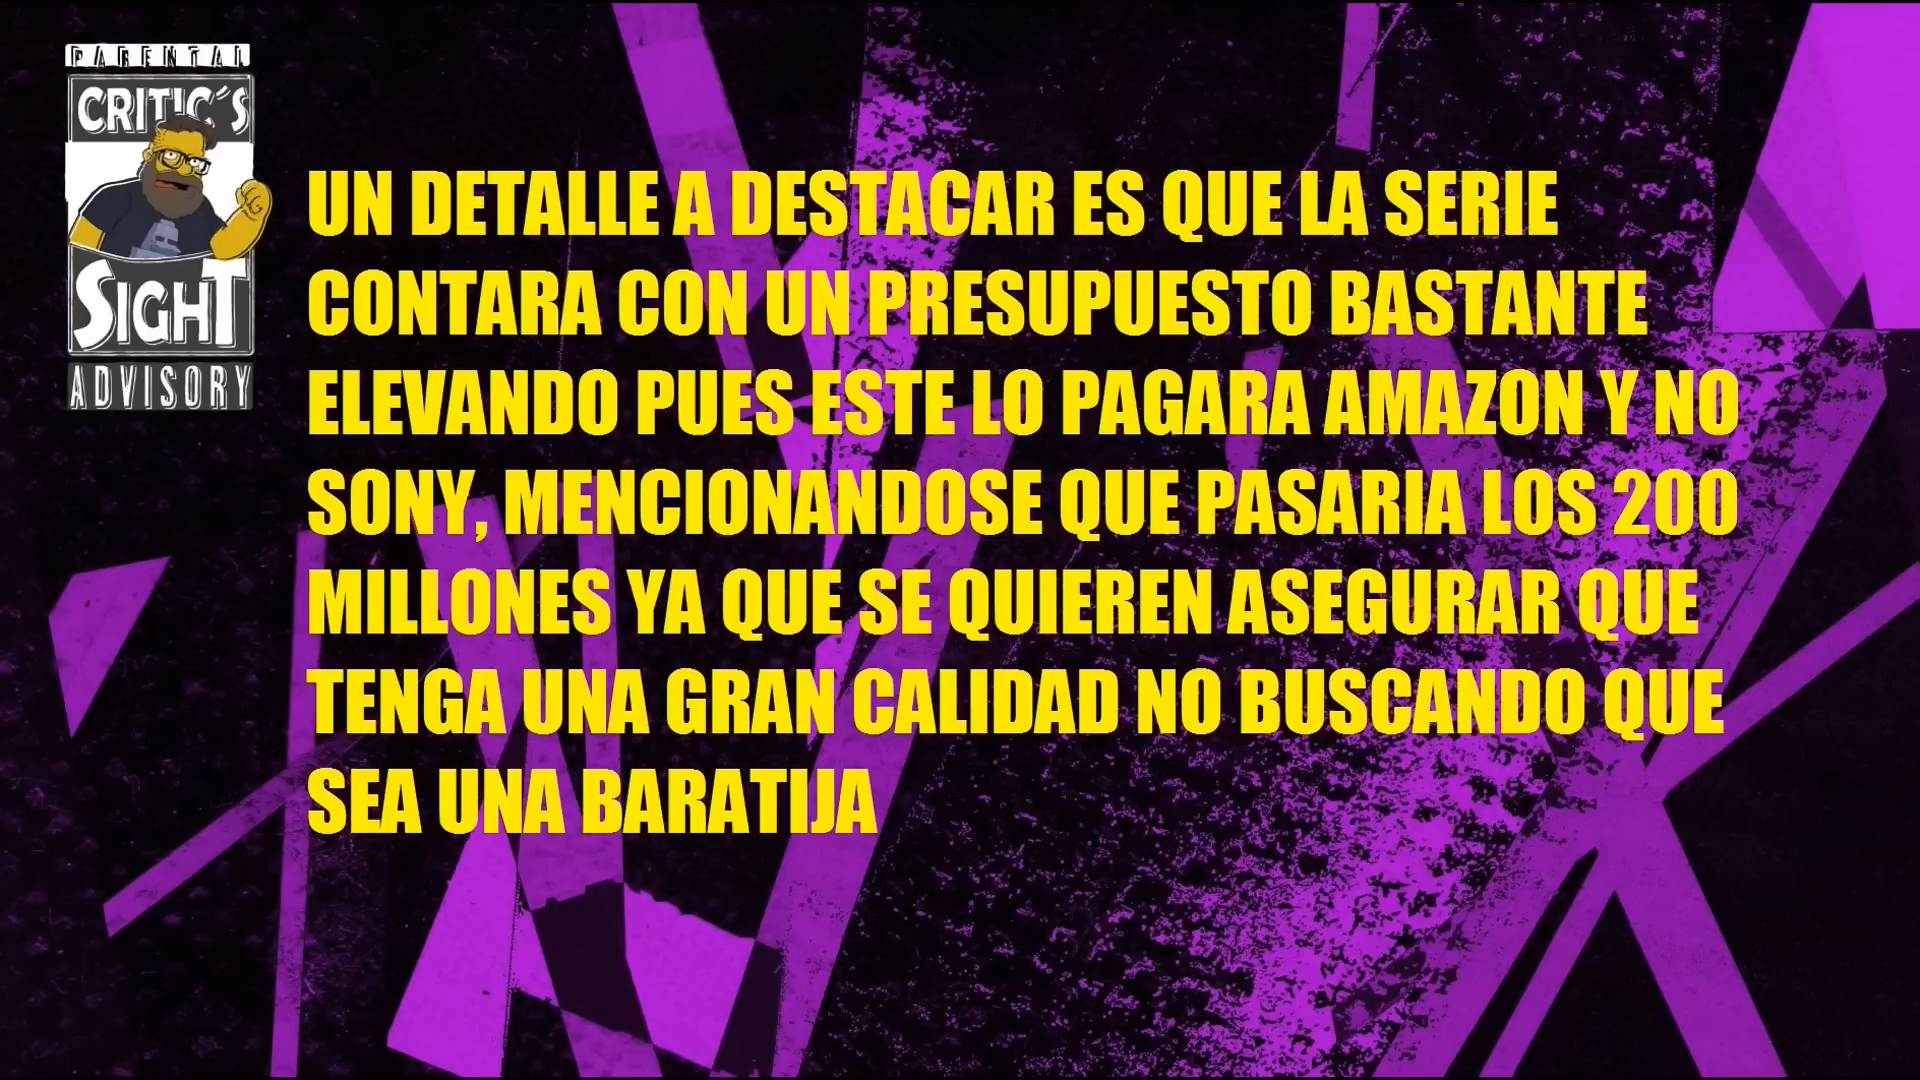 PARENTAL
CRITIC´S
SIGHT
ADVISORY
UN DETALLE A DESTACAR ES QUE LA SERIE
CONTARA CON UN PRESUPUESTO BASTANTE
ELEVANDO PUES ESTE LO PAGARA AMAZON Y NO
SONY, MENCIONANDOSE QUE PASARIA LOS 200
MILLONES YA QUE SE QUIEREN ASEGURAR QUE
TENGA UNA GRAN CALIDAD NO BUSCANDO QUE
SEA UNA BARATIJA